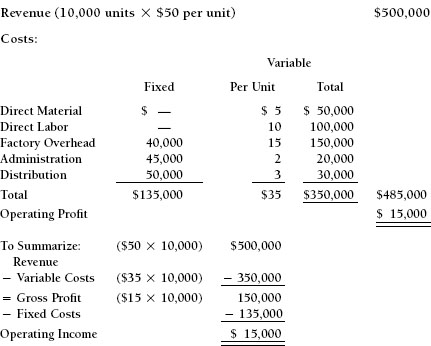 Revenue (10,000 units × $50 per unit) $500,000
Costs:
Variable
Fixed Per Unit Total
Direct Material $ — $ 5 $ 50,000
Direct Labor — 10 100,000
Factory Overhead 40,000 15 150,000
Administration 45,000 2 20,000
Distribution 50,000 3 30,000
Total $135,000 $35 $350,000 $485,000
Operating Profit $ 15,000
To Summarize: ($50 × 10,000) $500,000
Revenue
− Variable Costs ($35 × 10,000) − 350,000
= Gross Profit ($15 × 10,000) 150,000
− Fixed Costs − 135,000
Operating Income $ 15,000